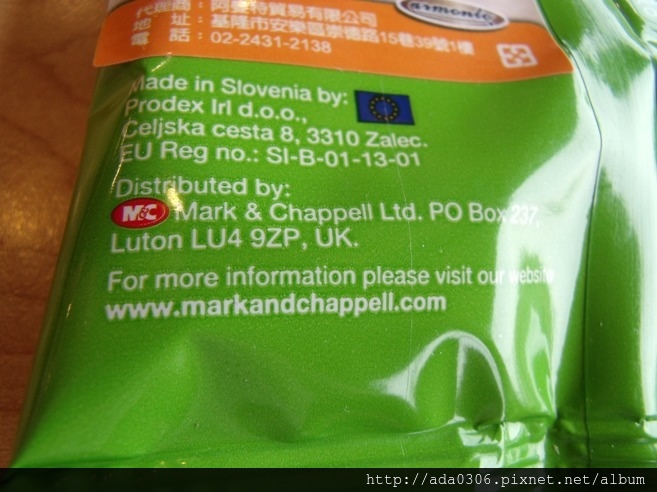 代理商：阿曼特貿易有限公司
地　址：基隆市安樂區崇德路15巷39號1樓
電　話：02-2431-2138
armonto
Made in Slovenia by:
Prodex Irl d.o.o.,
Celjska cesta 8, 3310 Zalec.
EU Reg no.: SI-B-01-13-01
Distributed by:
M&C Mark & Chappell Ltd. PO Box 237,
Luton LU4 9ZP, UK.
For more information please visit our website
www.markandchappell.com
http://ada0306.pixnet.net/album